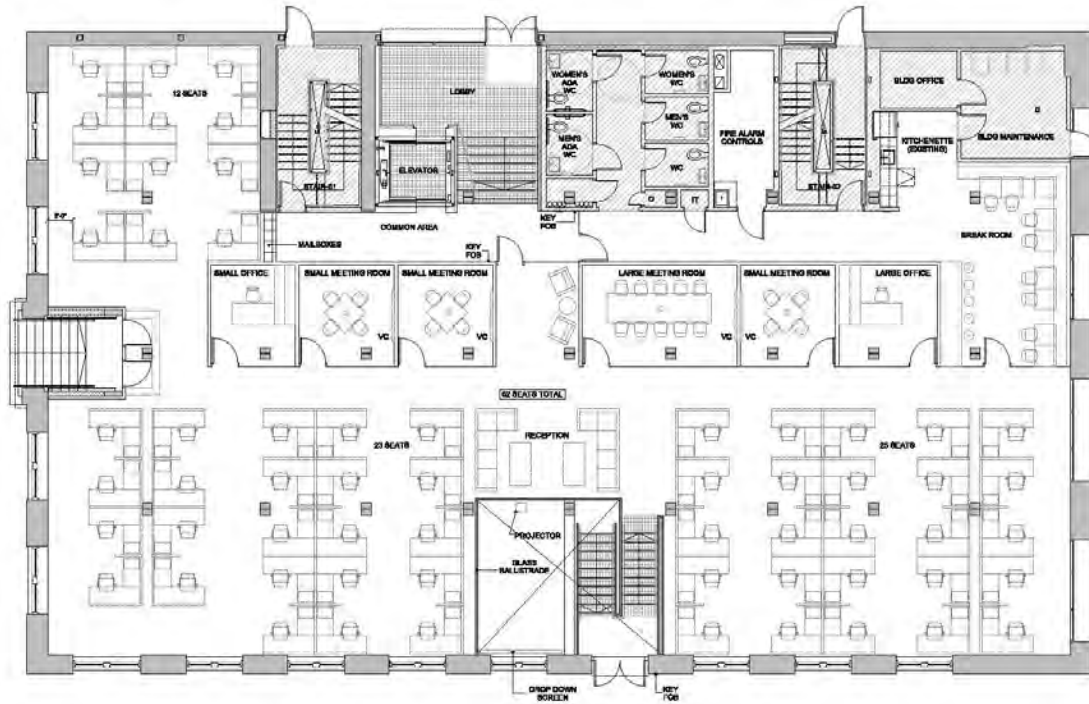 12 SEATS
LOBBY
WOMEN'S
ADA
WC
WOMEN'S
WC
BLDG OFFICE
MEN'S
WC
FIRE ALARM
CONTROLS
KITCHENETTE
(EXISTING)
BLDG MAINTENANCE
MEN'S
ADA
WC
WC
ELEVATOR
STAIR-01
STAIR-02
IT
COMMON AREA
KEY
FOB
BREAK ROOM
MAILBOXES
KEY
FOB
SMALL OFFICE
SMALL MEETING ROOM
SMALL MEETING ROOM
LARGE MEETING ROOM
SMALL MEETING ROOM
LARGE OFFICE
VC
VC
VC
VC
62 SEATS TOTAL
23 SEATS
RECEPTION
25 SEATS
PROJECTOR
GLASS
BALUSTRADE
DROP DOWN
SCREEN
KEY
FOB